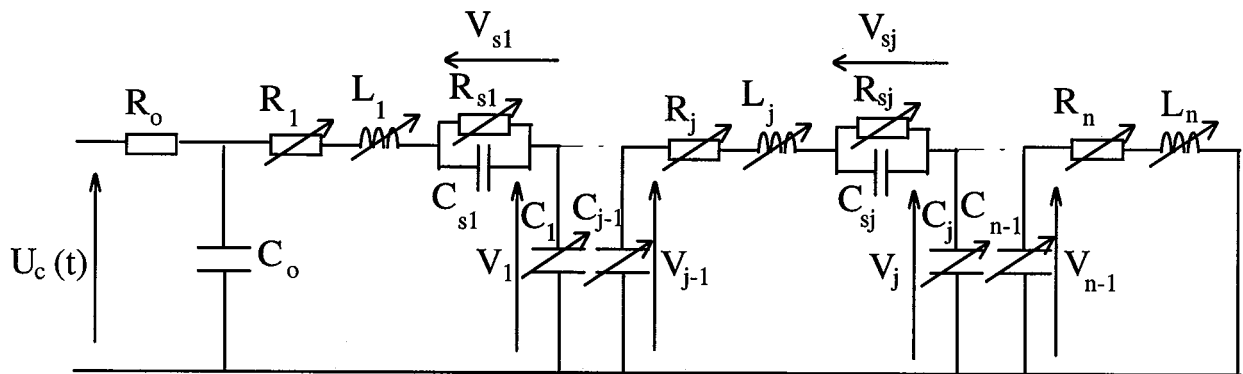 V_s1 V_sj
R_o R_1 L_1 R_s1 R_j L_j R_sj R_n L_n
C_s1 C_sj
U_c (t) C_o V_1 C_1 C_j-1 V_j-1 V_j C_j C_n-1 V_n-1